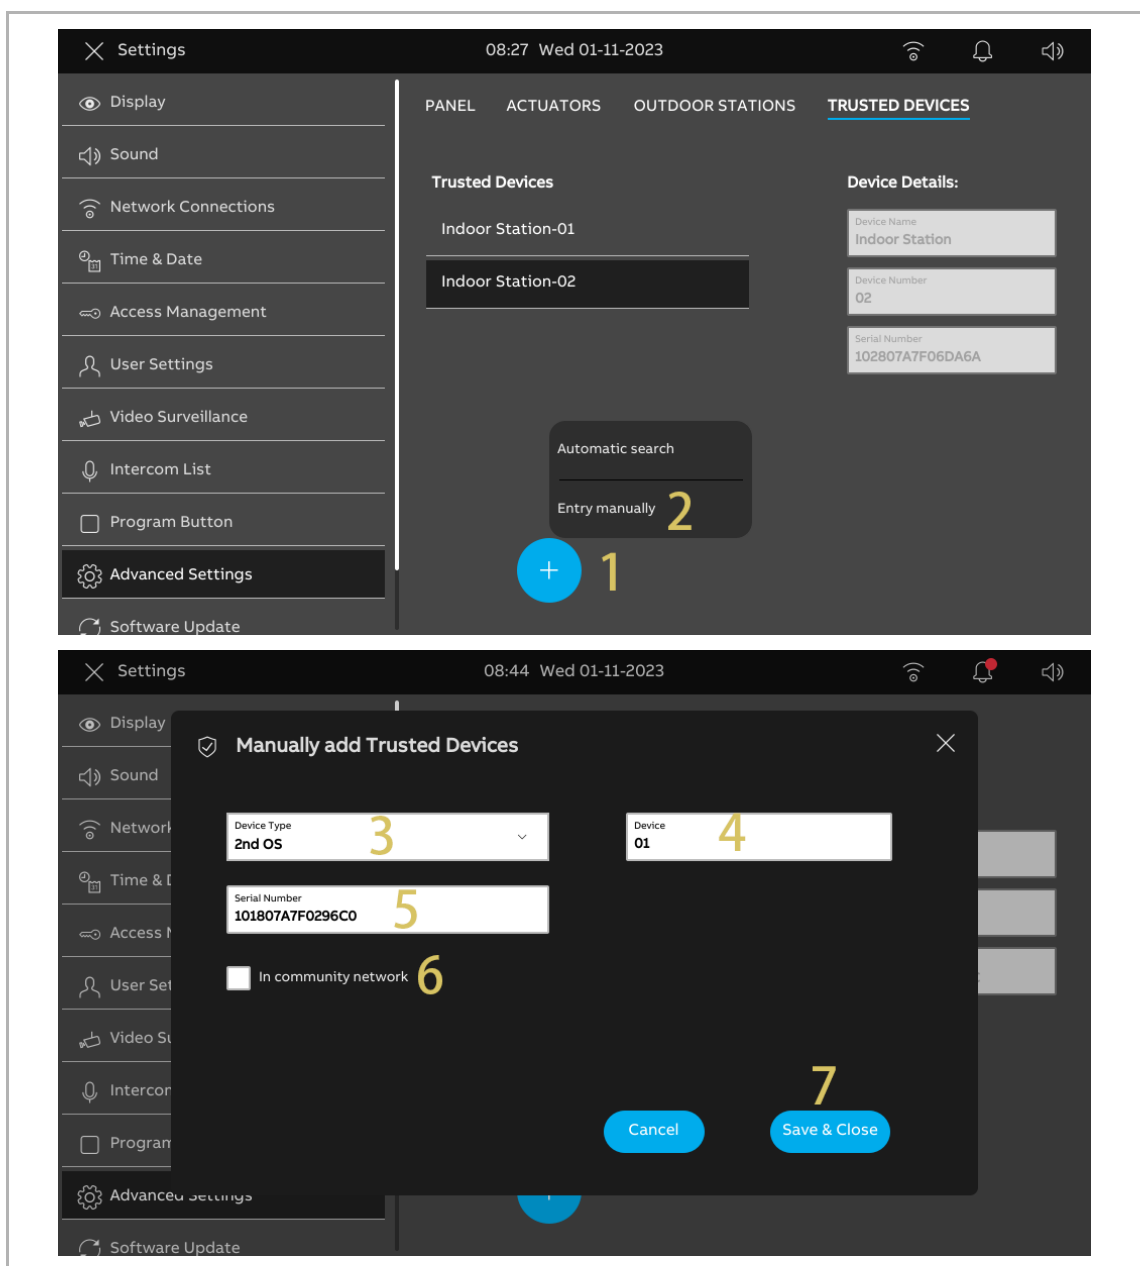 Settings
08:27 Wed 01-11-2023
Display
Sound
Network Connections
Time & Date
Access Management
User Settings
Video Surveillance
Intercom List
Program Button
Advanced Settings
Software Update
PANEL ACTUATORS OUTDOOR STATIONS TRUSTED DEVICES
Trusted Devices
Indoor Station-01
Indoor Station-02
Device Details:
Device Name
Indoor Station
Device Number
02
Serial Number
102807A7F06DA6A
Automatic search
Entry manually 2
+ 1
Settings
08:44 Wed 01-11-2023
Display
Sound
Network
Time & D
Access M
User Set
Video Su
Intercom
Program
Advanced Settings
Software Update
Manually add Trusted Devices
Device Type
2nd OS 3
Device
01 4
Serial Number
101807A7F0296C0 5
In community network 6
7
Cancel
Save & Close